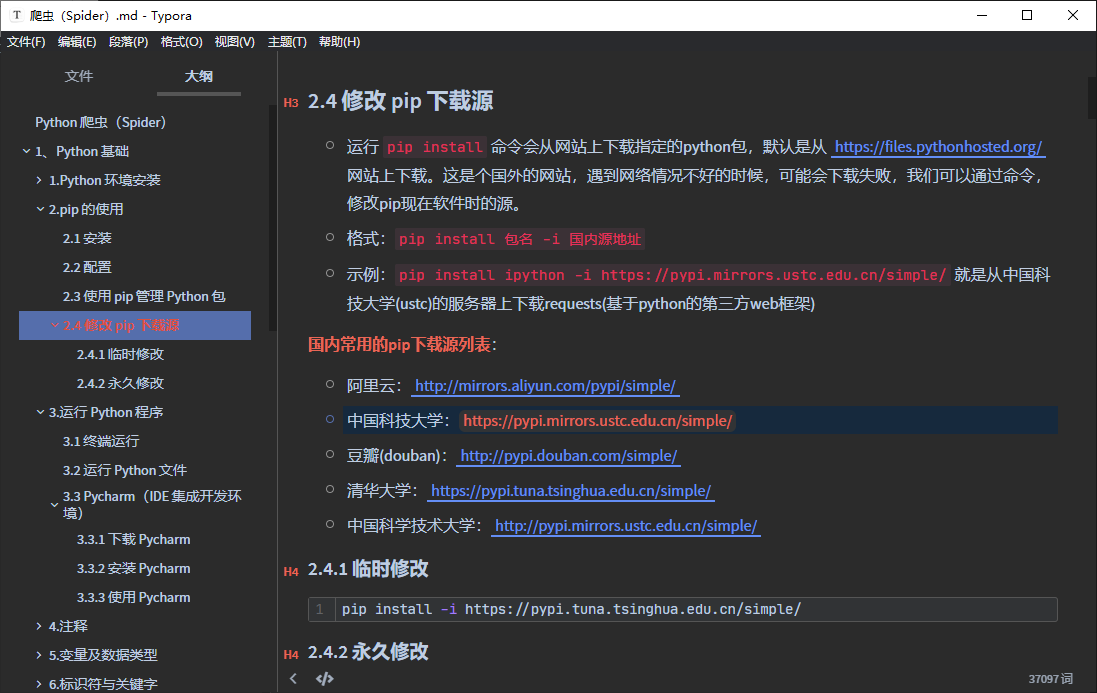 T 爬虫（Spider）.md - Typora
文件(F) 编辑(E) 段落(P) 格式(O) 视图(V) 主题(T) 帮助(H)
文件 大纲
Python 爬虫（Spider）
1、Python 基础
1.Python 环境安装
2.pip 的使用
2.1 安装
2.2 配置
2.3 使用 pip 管理 Python 包
2.4 修改 pip 下载源
2.4.1 临时修改
2.4.2 永久修改
3.运行 Python 程序
3.1 终端运行
3.2 运行 Python 文件
3.3 Pycharm（IDE 集成开发环
境）
3.3.1 下载 Pycharm
3.3.2 安装 Pycharm
3.3.3 使用 Pycharm
4.注释
5.变量及数据类型
6.标识符与关键字
H3 2.4 修改 pip 下载源
运行 pip install 命令会从网站上下载指定的python包，默认是从 https://files.pythonhosted.org/
网站上下载。这是个国外的网站，遇到网络情况不好的时候，可能会下载失败，我们可以通过命令，
修改pip现在软件时的源。
格式： pip install 包名 -i 国内源地址
示例： pip install ipython -i https://pypi.mirrors.ustc.edu.cn/simple/ 就是从中国科
技大学(ustc)的服务器上下载requests(基于python的第三方web框架)
国内常用的pip下载源列表：
阿里云： http://mirrors.aliyun.com/pypi/simple/
中国科技大学： https://pypi.mirrors.ustc.edu.cn/simple/
豆瓣(douban)： http://pypi.douban.com/simple/
清华大学： https://pypi.tuna.tsinghua.edu.cn/simple/
中国科学技术大学： http://pypi.mirrors.ustc.edu.cn/simple/
H4 2.4.1 临时修改
1 pip install -i https://pypi.tuna.tsinghua.edu.cn/simple/
H4 2.4.2 永久修改
37097 词